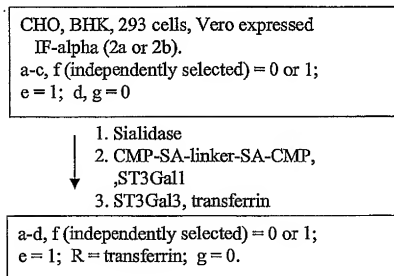 CHO, BHK, 293 cells, Vero expressed
IF-alpha (2a or 2b).
a-c, f (independently selected) = 0 or 1;
e = 1; d, g = 0
1. Sialidase
2. CMP-SA-linker-SA-CMP,
,ST3Gal1
3. ST3Gal3, transferrin
a-d, f (independently selected) = 0 or 1;
e = 1; R = transferrin; g = 0.